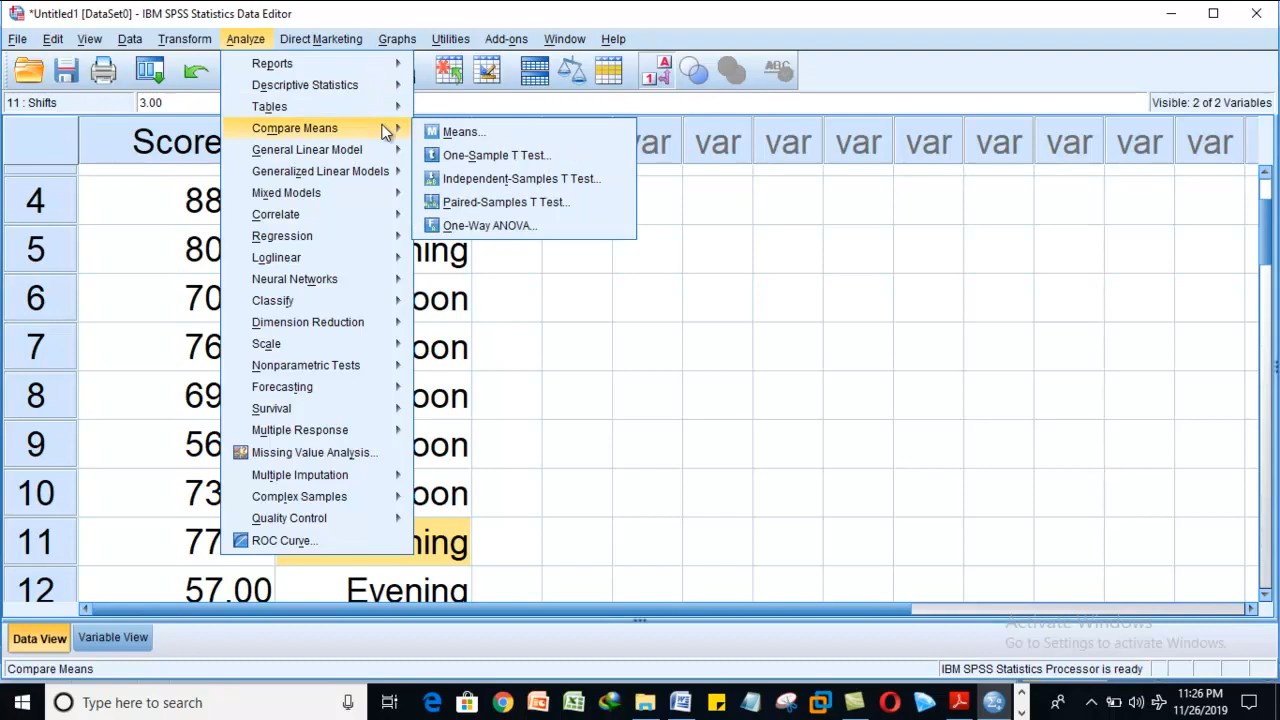 *Untitled1 [DataSet0] - IBM SPSS Statistics Data Editor
File Edit View Data Transform Analyze Direct Marketing Graphs Utilities Add-ons Window Help
11 : Shifts 3.00 Visible: 2 of 2 Variables
Reports
Descriptive Statistics
Tables
Compare Means
General Linear Model
Generalized Linear Models
Mixed Models
Correlate
Regression
Loglinear
Neural Networks
Classify
Dimension Reduction
Scale
Nonparametric Tests
Forecasting
Survival
Multiple Response
Missing Value Analysis...
Multiple Imputation
Complex Samples
Quality Control
ROC Curve...
Means...
One-Sample T Test...
Independent-Samples T Test...
Paired-Samples T Test...
One-Way ANOVA...
Score var var var var var var var var
4 88
5 80 ning
6 70 oon
7 76 oon
8 69 oon
9 56 oon
10 73 oon
11 77 ning
12 57.00 Evening
Activate Windows
Go to Settings to activate Windows.
Data View Variable View
Compare Means IBM SPSS Statistics Processor is ready
Type here to search
11:26 PM
11/26/2019